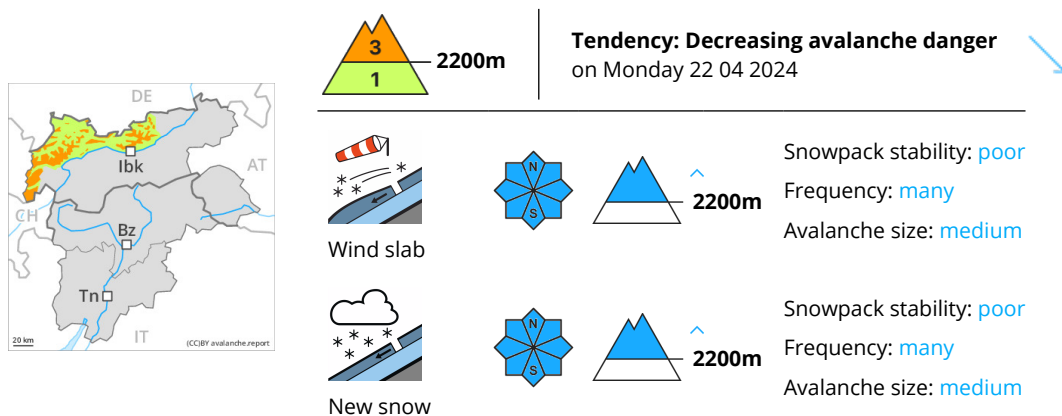 3
1
2200m
Tendency: Decreasing avalanche danger
on Monday 22 04 2024
DE
AT
CH
IT
Ibk
Bz
Tn
20 km
(CC)BY avalanche.report
Wind slab
N
S
2200m
Snowpack stability: poor
Frequency: many
Avalanche size: medium
New snow
N
S
2200m
Snowpack stability: poor
Frequency: many
Avalanche size: medium